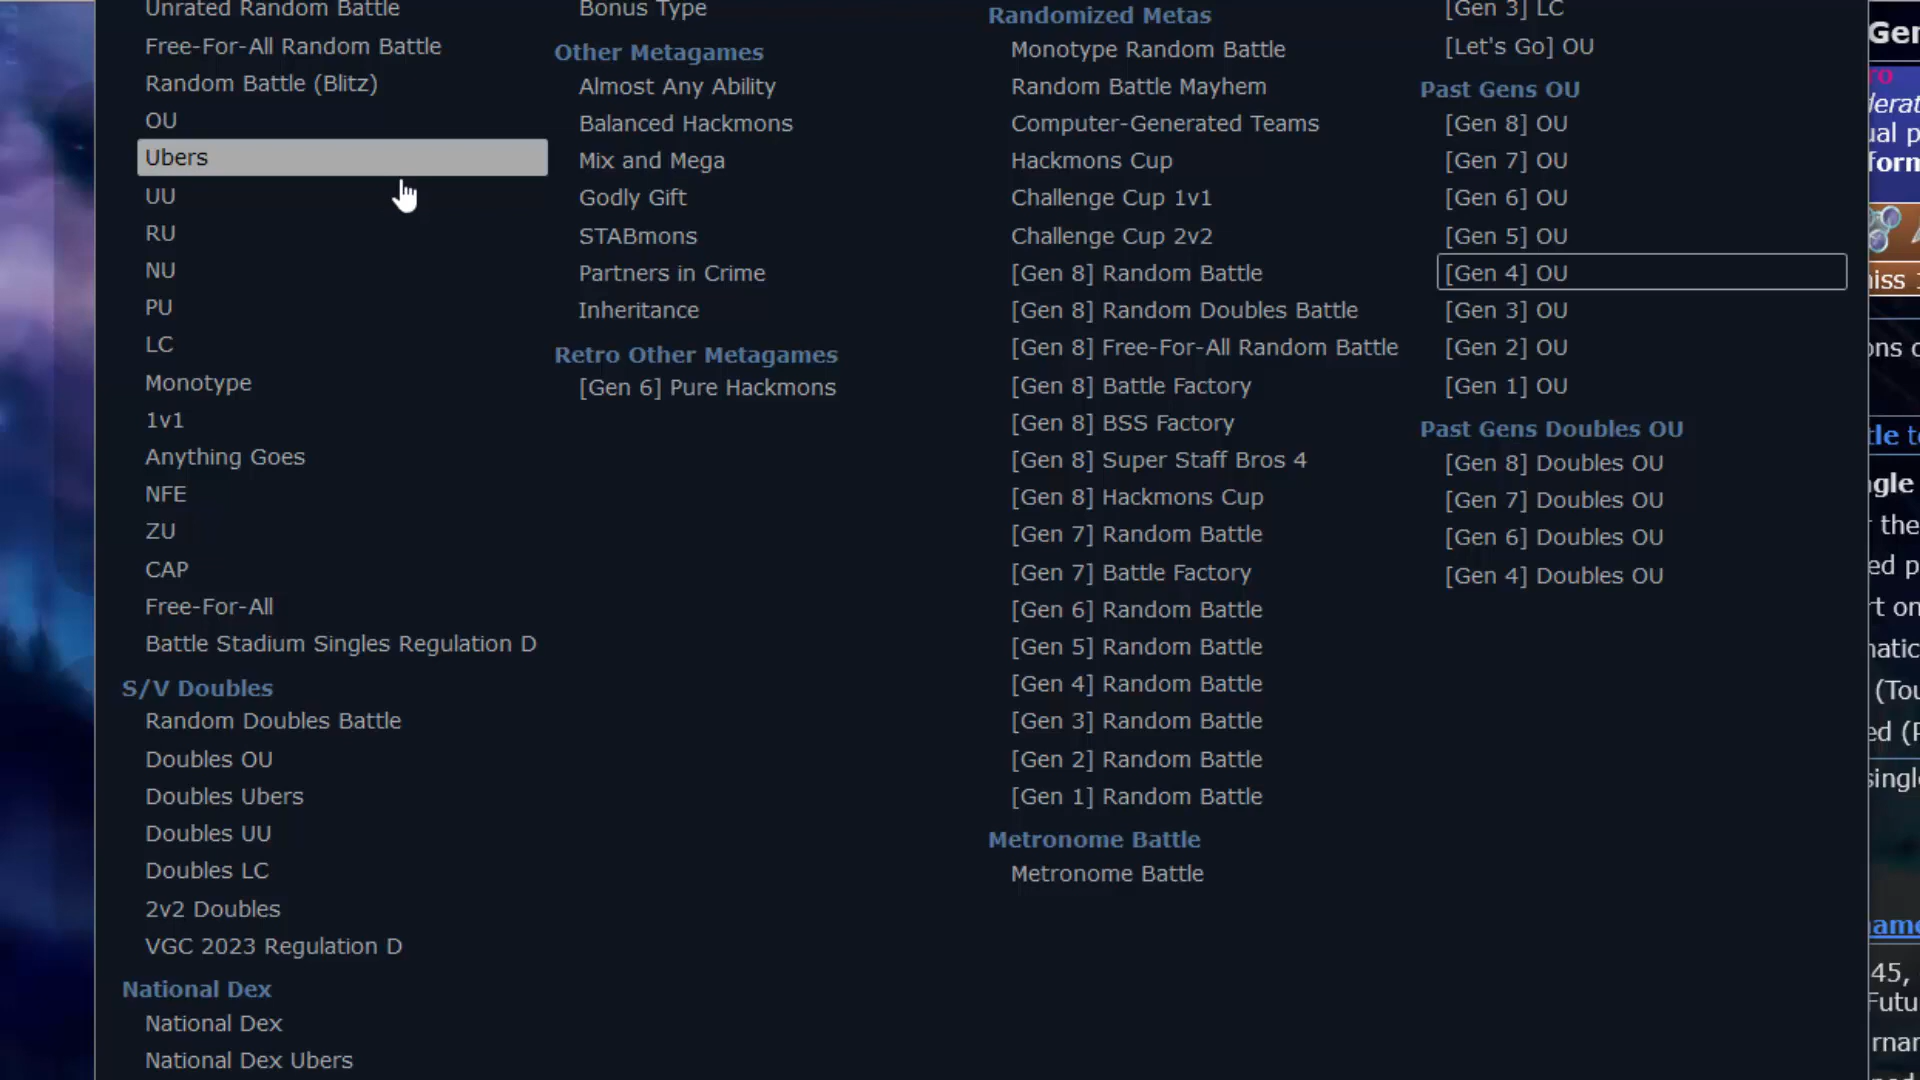 Unrated Random Battle
Free-For-All Random Battle
Random Battle (Blitz)
OU
Ubers
UU
RU
NU
PU
LC
Monotype
1v1
Anything Goes
NFE
ZU
CAP
Free-For-All
Battle Stadium Singles Regulation D
S/V Doubles
Random Doubles Battle
Doubles OU
Doubles Ubers
Doubles UU
Doubles LC
2v2 Doubles
VGC 2023 Regulation D
National Dex
National Dex
National Dex Ubers
Bonus Type
Other Metagames
Almost Any Ability
Balanced Hackmons
Mix and Mega
Godly Gift
STABmons
Partners in Crime
Inheritance
Retro Other Metagames
[Gen 6] Pure Hackmons
Randomized Metas
Monotype Random Battle
Random Battle Mayhem
Computer-Generated Teams
Hackmons Cup
Challenge Cup 1v1
Challenge Cup 2v2
[Gen 8] Random Battle
[Gen 8] Random Doubles Battle
[Gen 8] Free-For-All Random Battle
[Gen 8] Battle Factory
[Gen 8] BSS Factory
[Gen 8] Super Staff Bros 4
[Gen 8] Hackmons Cup
[Gen 7] Random Battle
[Gen 7] Battle Factory
[Gen 6] Random Battle
[Gen 5] Random Battle
[Gen 4] Random Battle
[Gen 3] Random Battle
[Gen 2] Random Battle
[Gen 1] Random Battle
Metronome Battle
Metronome Battle
[Gen 3] LC
[Let's Go] OU
Past Gens OU
[Gen 8] OU
[Gen 7] OU
[Gen 6] OU
[Gen 5] OU
[Gen 4] OU
[Gen 3] OU
[Gen 2] OU
[Gen 1] OU
Past Gens Doubles OU
[Gen 8] Doubles OU
[Gen 7] Doubles OU
[Gen 6] Doubles OU
[Gen 4] Doubles OU
the
45,